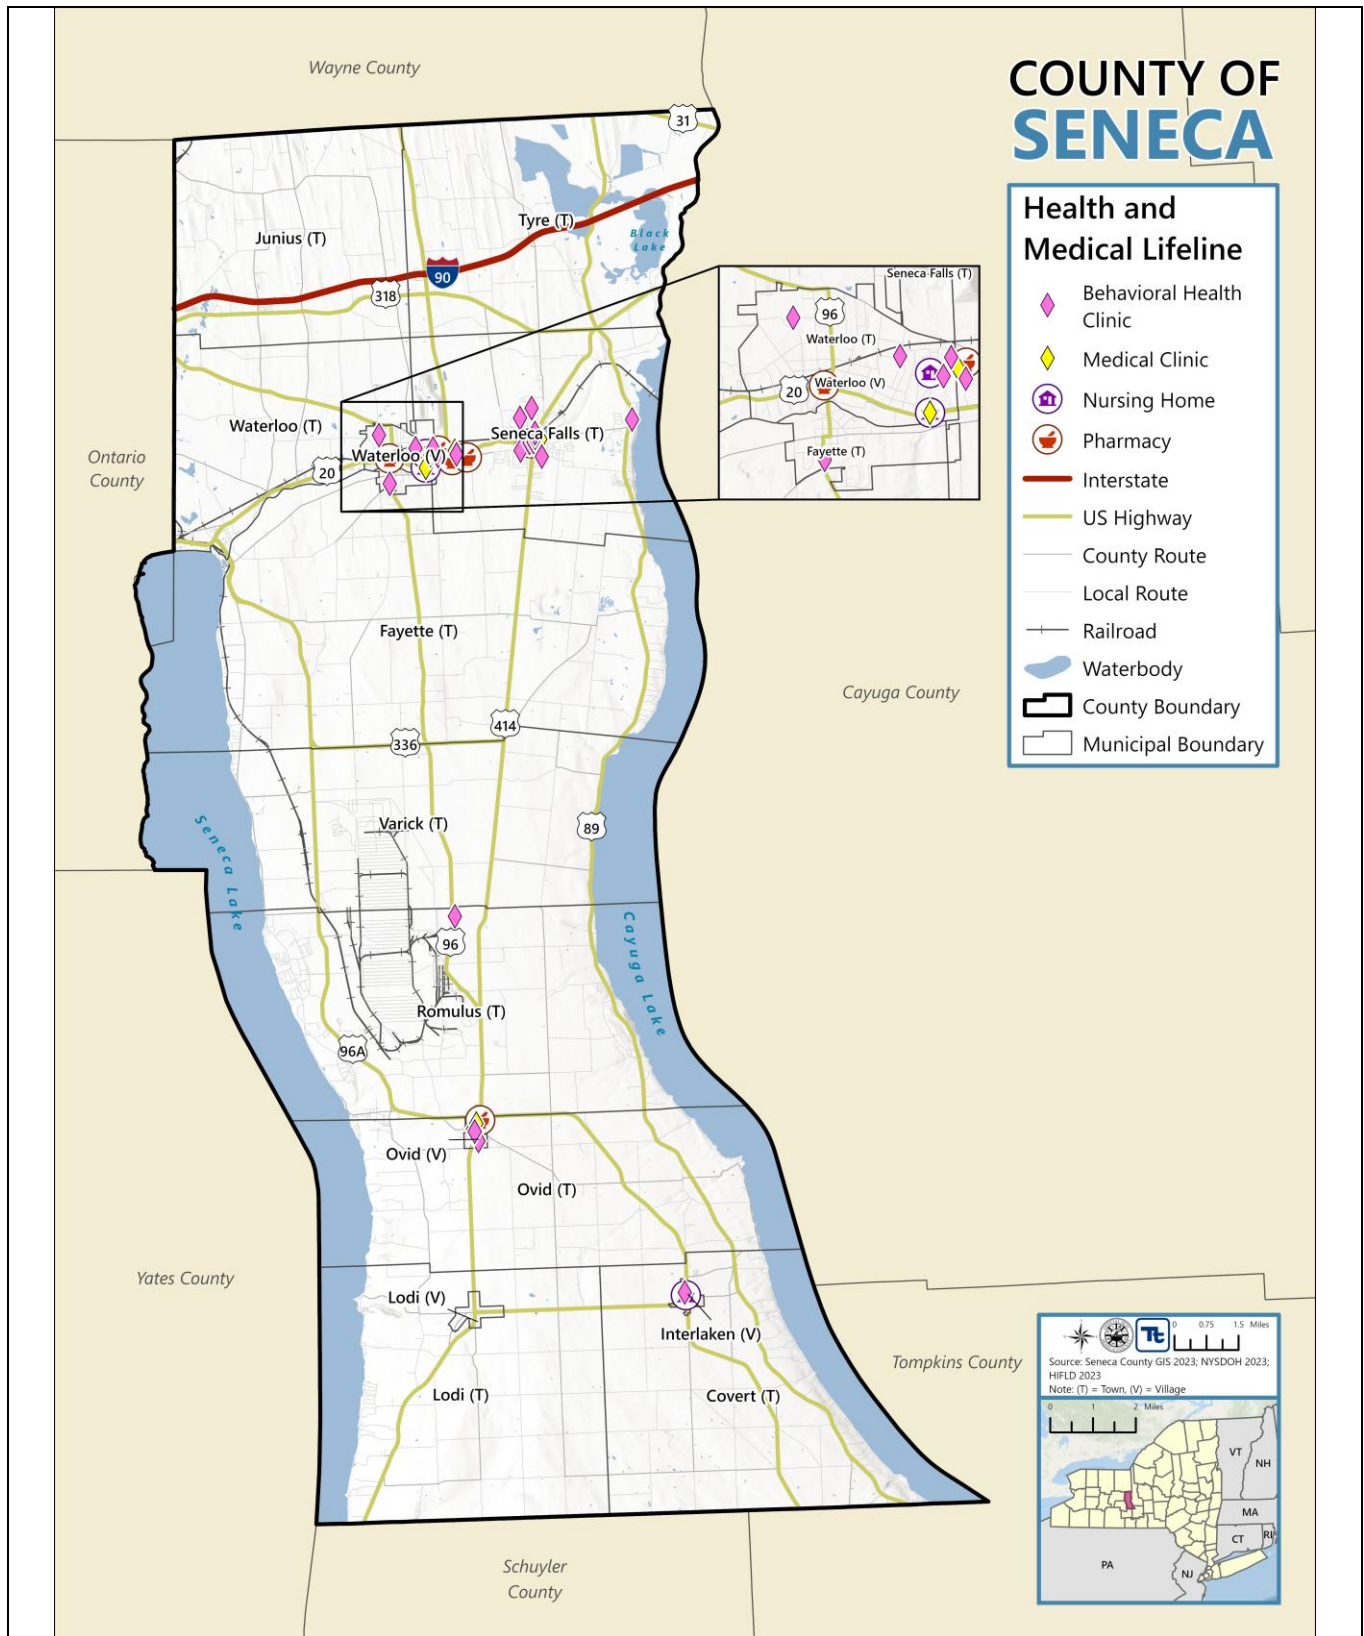 COUNTY OF
SENECA
Health and
Medical Lifeline
Behavioral Health
Clinic
Medical Clinic
Nursing Home
Pharmacy
Interstate
US Highway
County Route
Local Route
Railroad
Waterbody
County Boundary
Municipal Boundary
Wayne County
31
Tyre (T)
Junius (T)
Black
Lake
90
318
Seneca Falls (T)
96
Waterloo (T)
20
Waterloo (V)
Fayette (T)
Waterloo (T)
Seneca Falls (T)
Waterloo (V)
20
Ontario
County
Fayette (T)
Cayuga County
414
336
Varick (T)
89
Seneca Lake
Cayuga Lake
96
Romulus (T)
96A
Ovid (V)
Ovid (T)
Yates County
Lodi (V)
Interlaken (V)
Tompkins County
Lodi (T)
Covert (T)
Schuyler
County
Tt
0 0.75 1.5 Miles
Source: Seneca County GIS 2023; NYSDOH 2023;
HIFLD 2023
Note: (T) = Town, (V) = Village
0 1 2 Miles
VT
NH
MA
CT
RI
PA
NJ